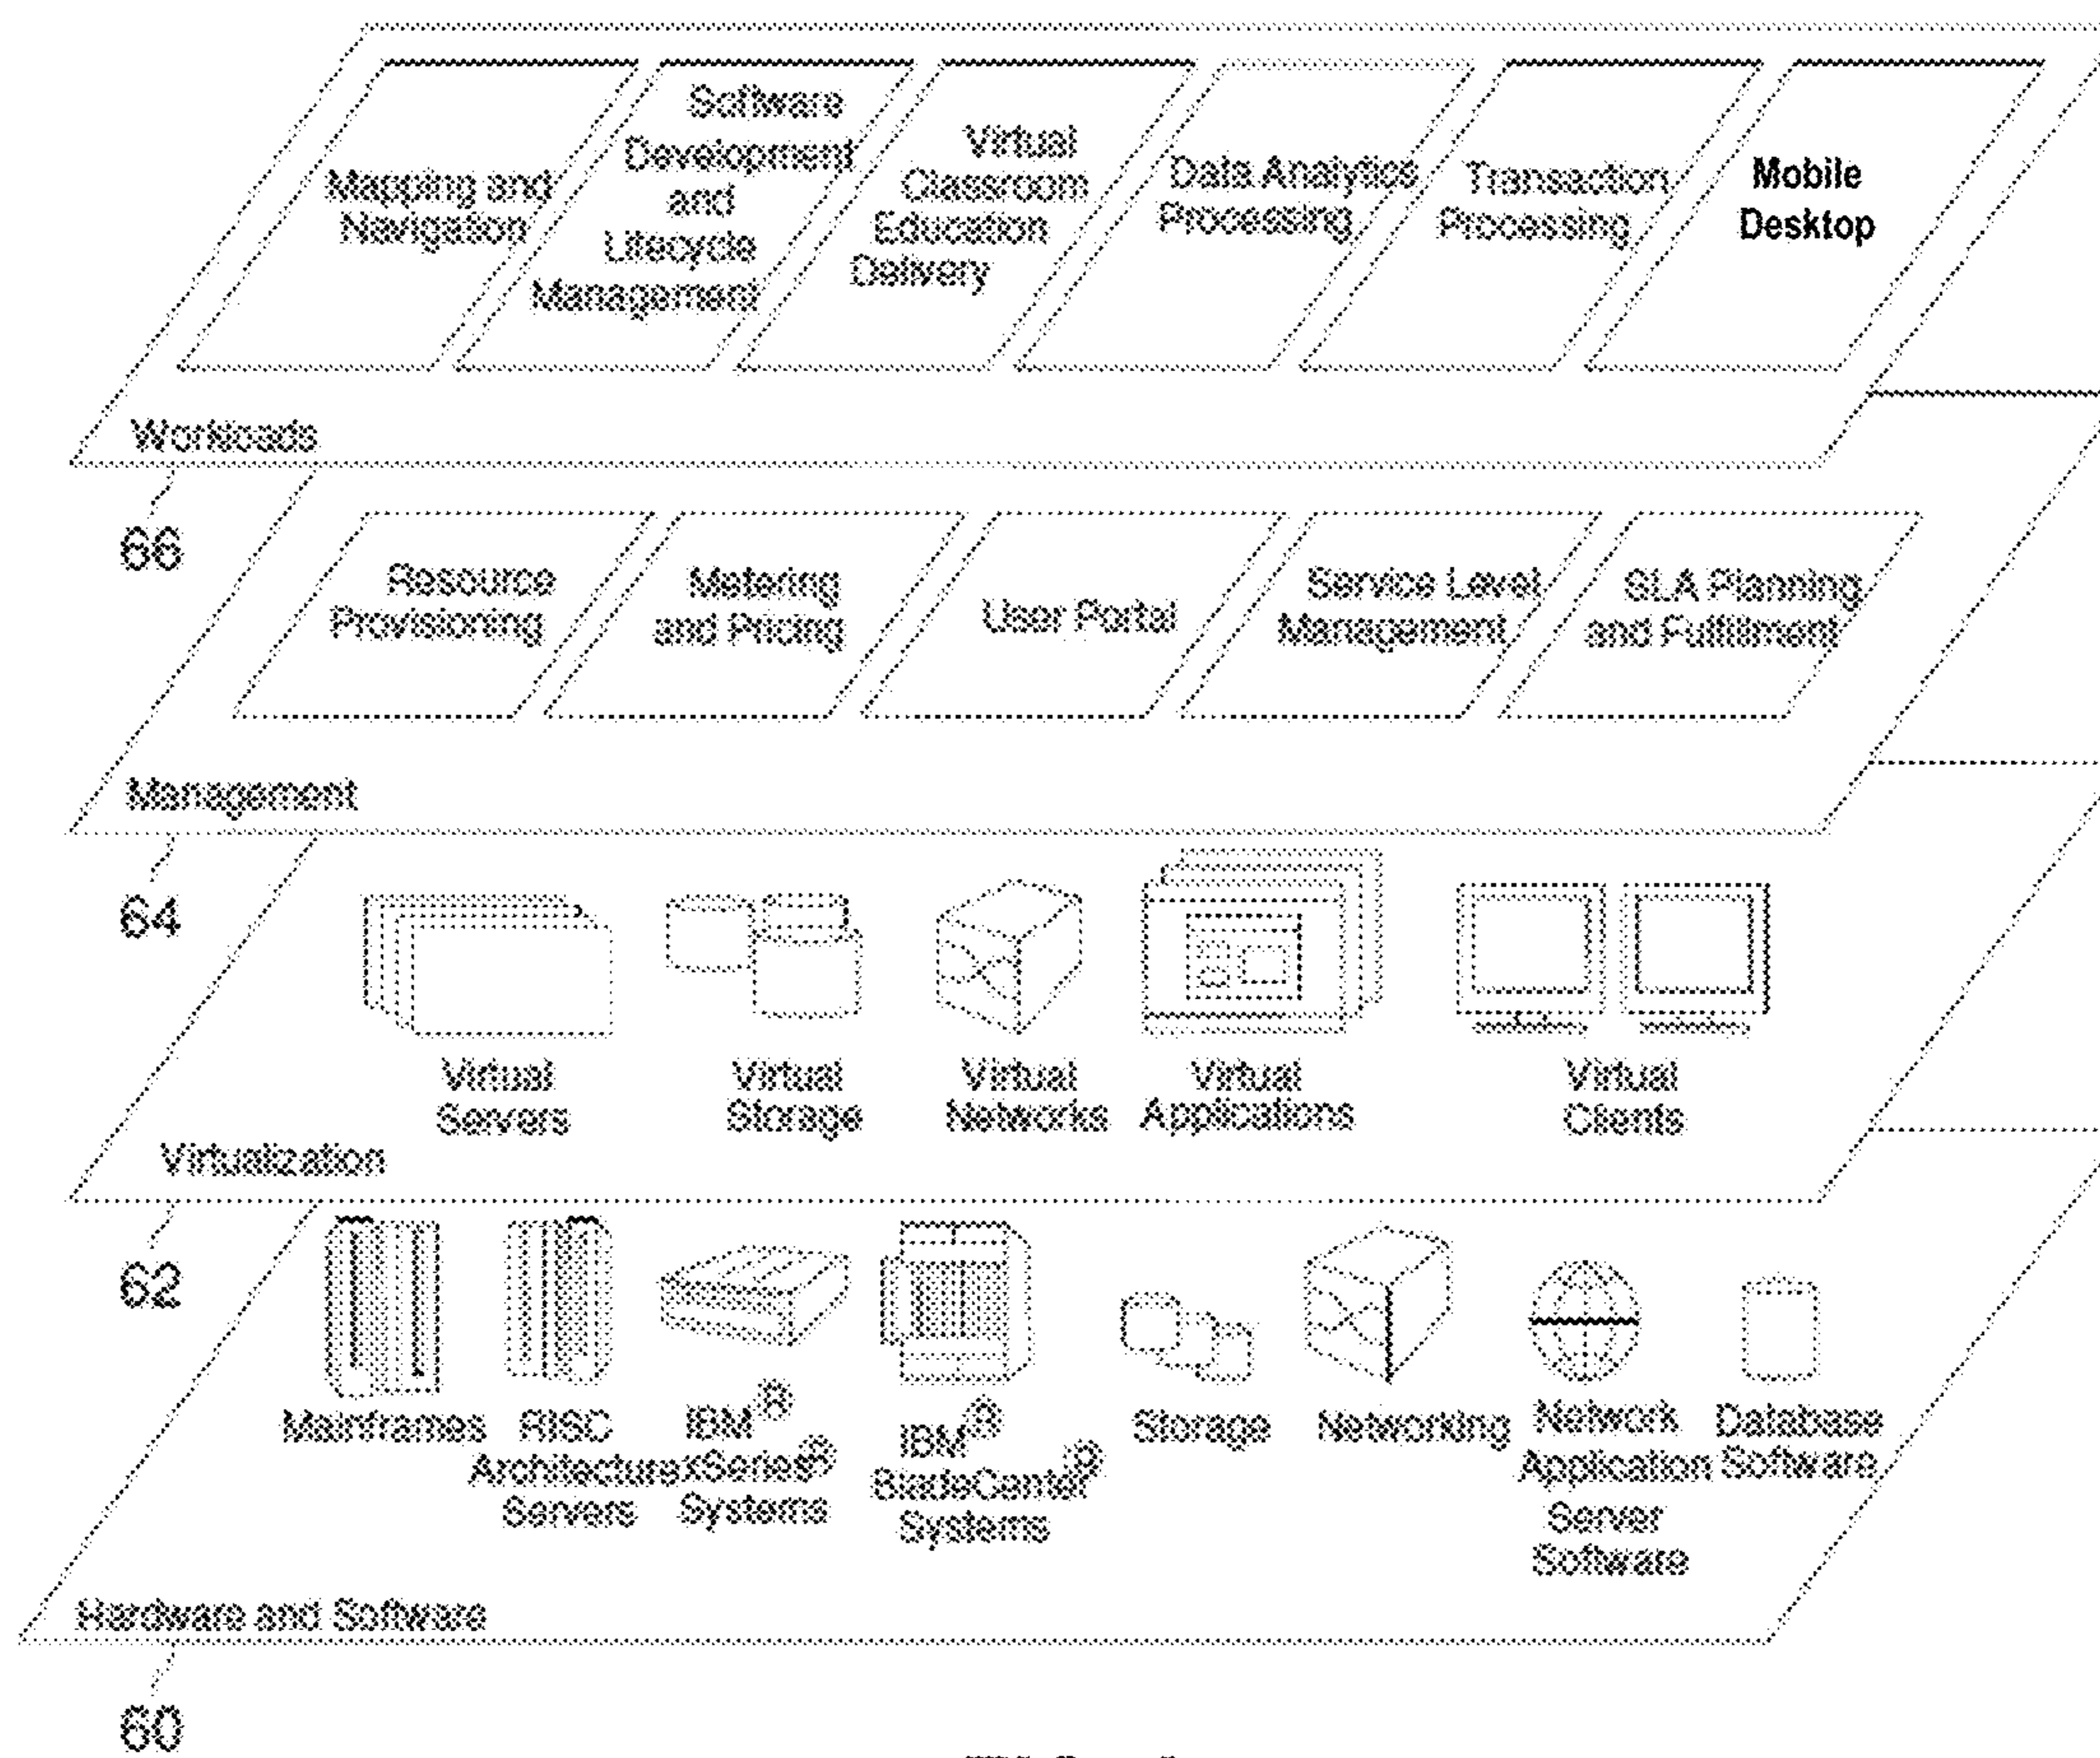 Mapping and
Navigation
Software
Development
and
Lifecycle
Management
Virtual
Classroom
Education
Delivery
Data Analytics
Processing
Transaction
Processing
Mobile
Desktop
Workloads
66
Resource
Provisioning
Metering
and Pricing
User Portal
Service Level
Management
SLA Planning
and Fulfillment
Management
64
Virtual
Servers
Virtual
Storage
Virtual
Networks
Virtual
Applications
Virtual
Clients
Virtualization
62
Mainframes
RISC
Architecture
Servers
IBM®
xSeries®
Systems
IBM®
BladeCenter®
Systems
Storage
Networking
Network
Application
Server
Software
Database
Software
Hardware and Software
60